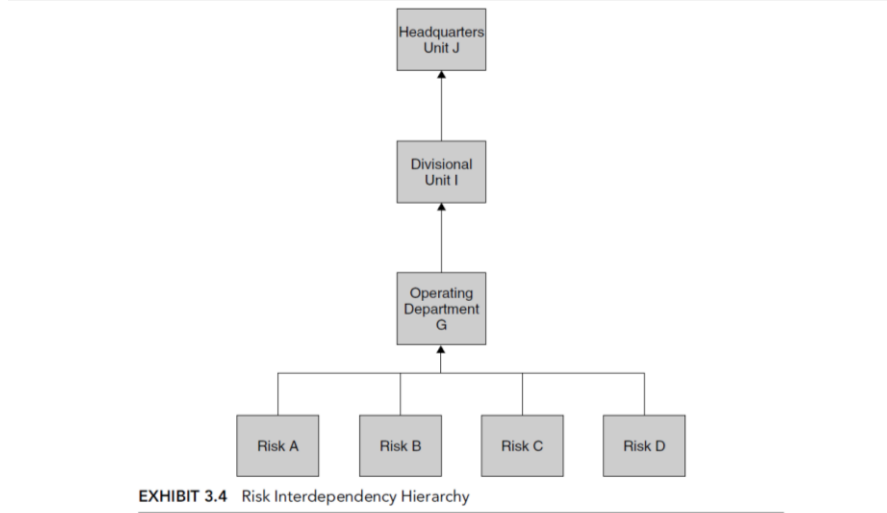 Headquarters
Unit J
Divisional
Unit I
Operating
Department
G
Risk A
Risk B
Risk C
Risk D
EXHIBIT 3.4 Risk Interdependency Hierarchy